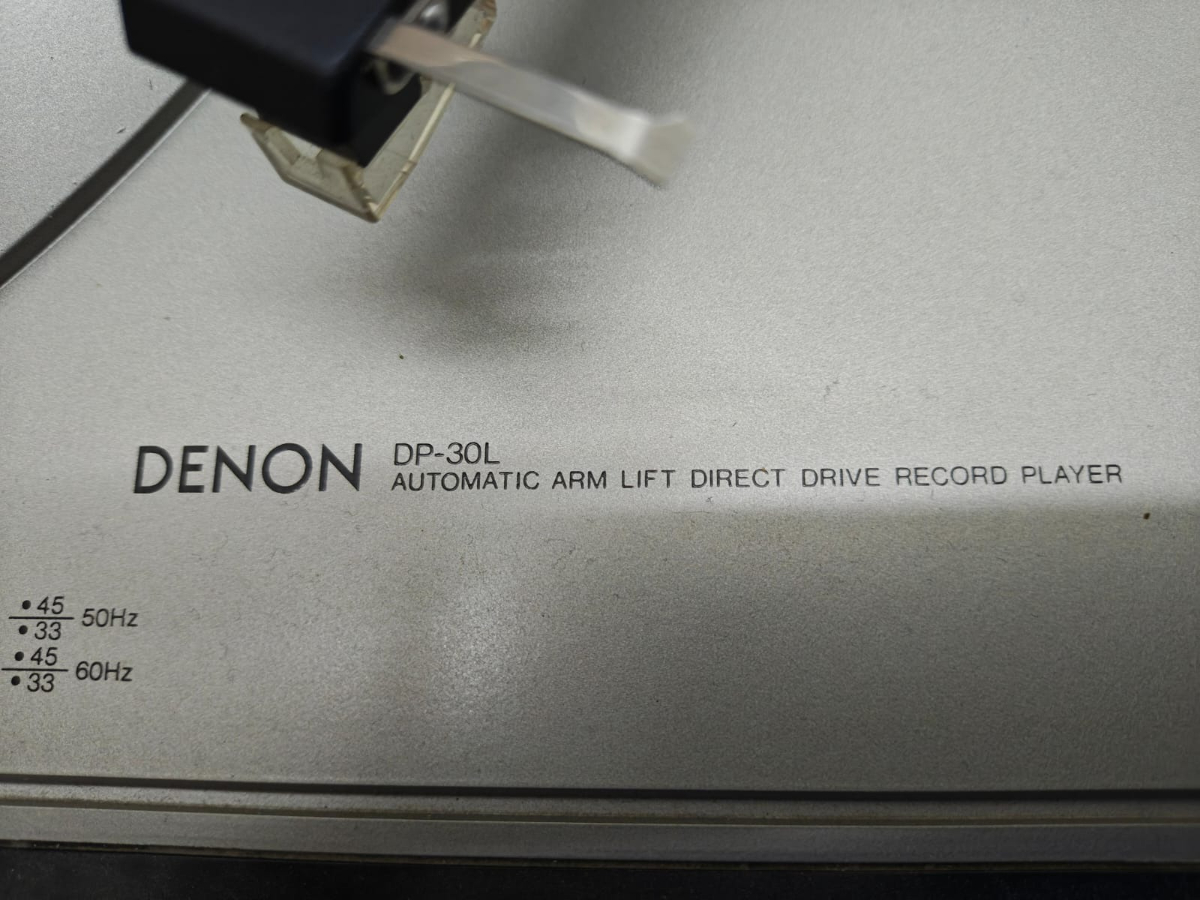 DENON DP-30L
AUTOMATIC ARM LIFT DIRECT DRIVE RECORD PLAYER
•45
•33 50Hz
•45
•33 60Hz